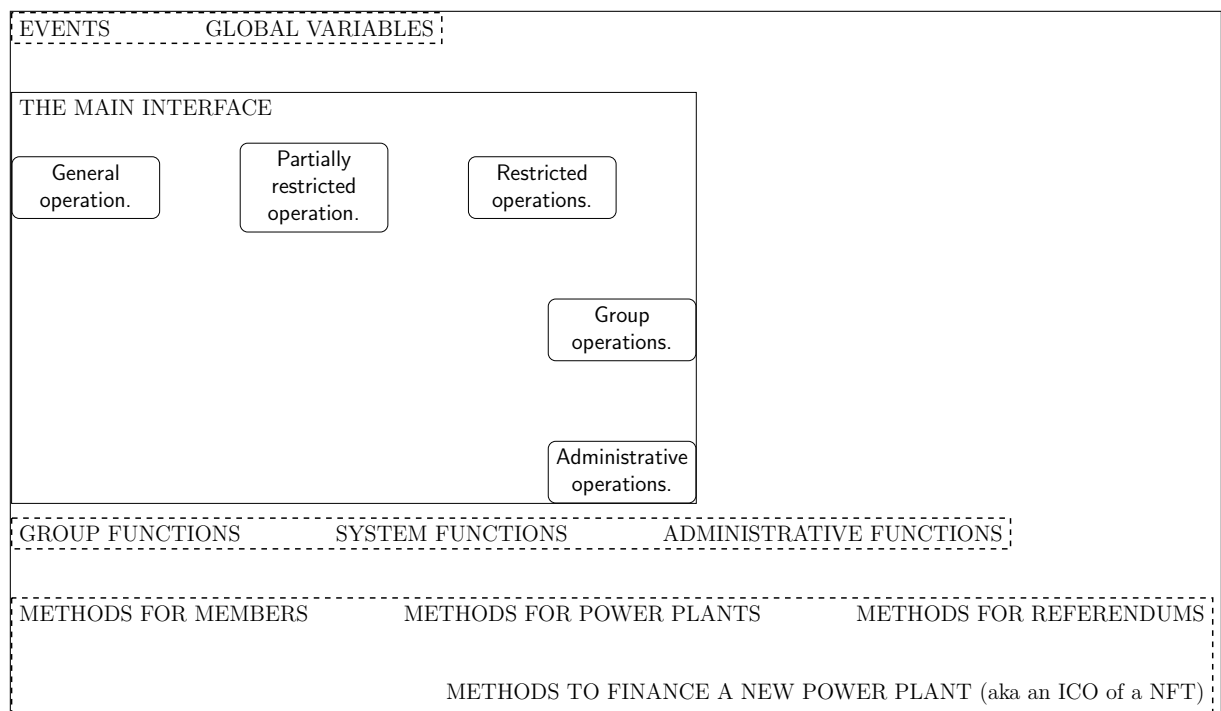 EVENTS GLOBAL VARIABLES
THE MAIN INTERFACE
General
operation.
Partially
restricted
operation.
Restricted
operations.
Group
operations.
Administrative
operations.
GROUP FUNCTIONS SYSTEM FUNCTIONS ADMINISTRATIVE FUNCTIONS
METHODS FOR MEMBERS METHODS FOR POWER PLANTS METHODS FOR REFERENDUMS
METHODS TO FINANCE A NEW POWER PLANT (aka an ICO of a NFT)